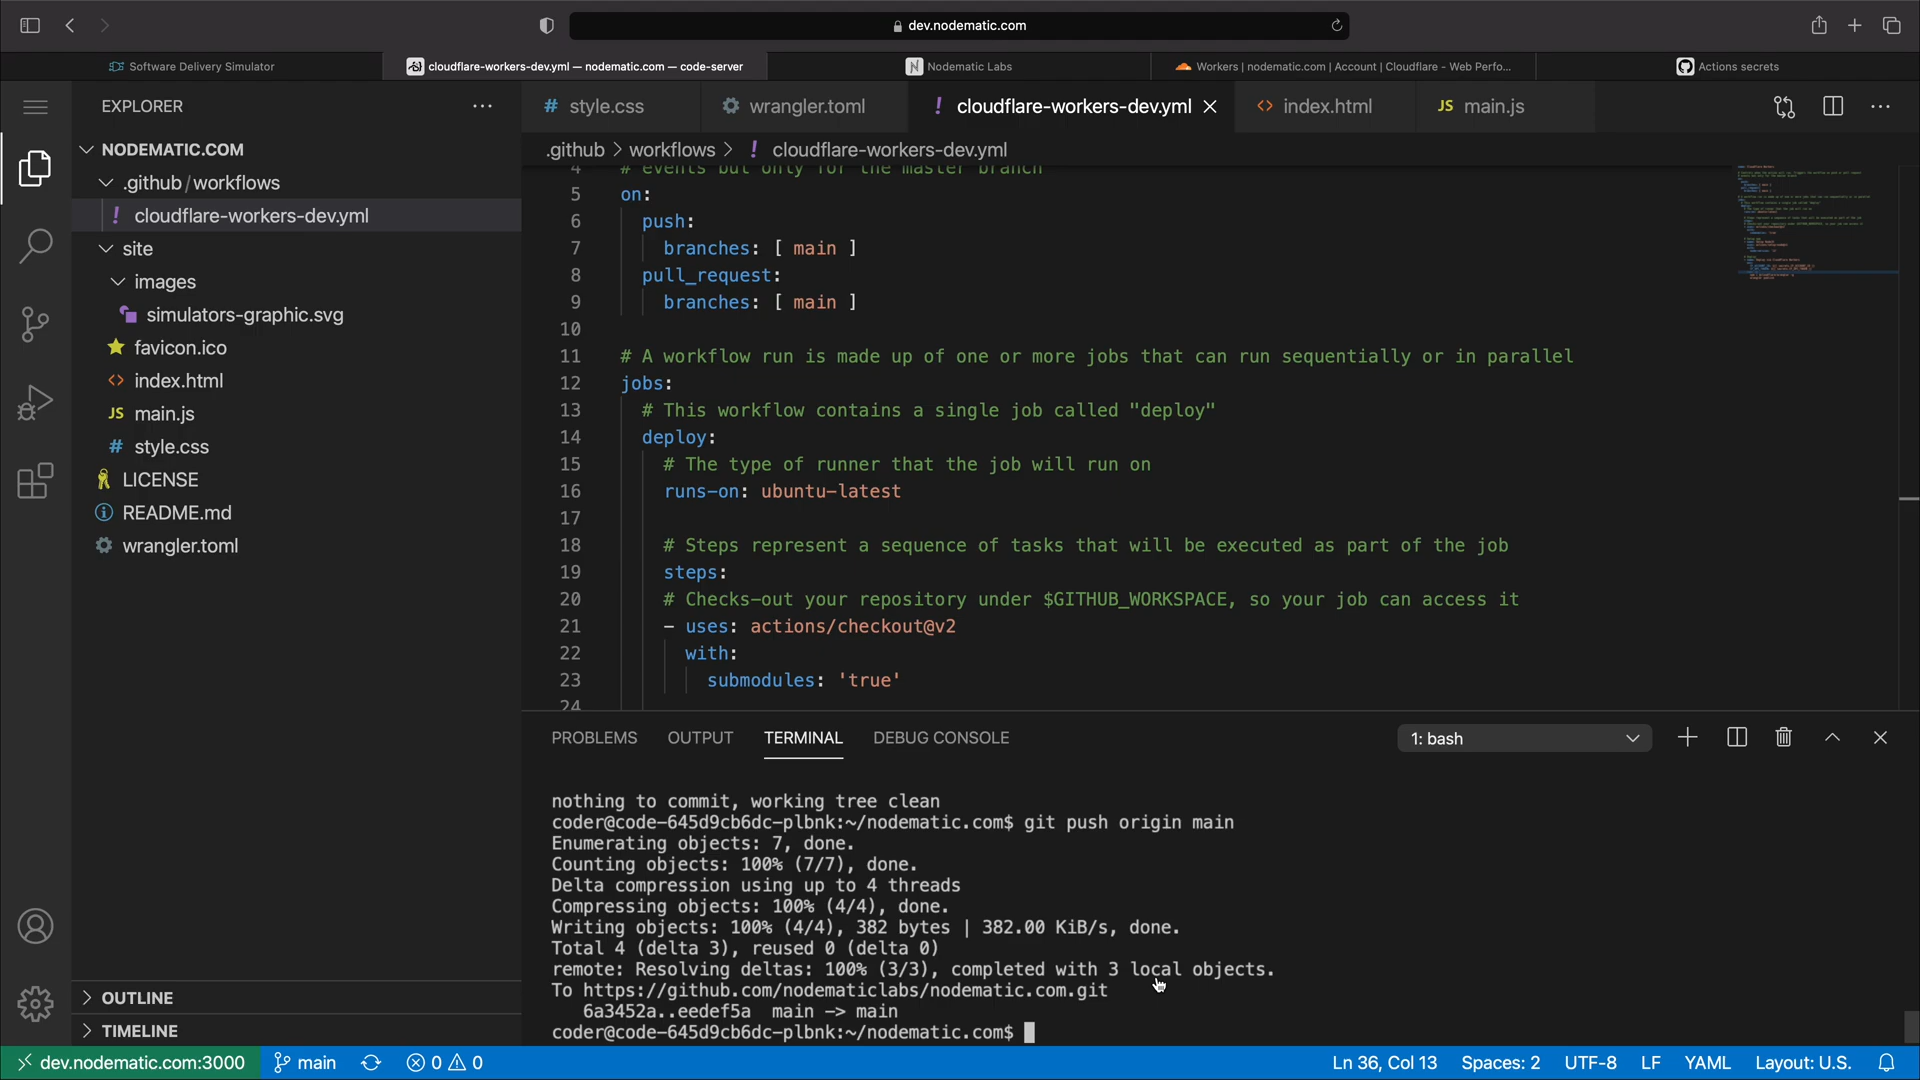 dev.nodematic.com
Software Delivery Simulator
cloudflare-workers-dev.yml — nodematic.com — code-server
Nodematic Labs
Workers | nodematic.com | Account | Cloudflare - Web Perfo...
Actions secrets
EXPLORER
NODEMATIC.COM
.github/workflows
cloudflare-workers-dev.yml
site
images
simulators-graphic.svg
favicon.ico
index.html
main.js
style.css
LICENSE
README.md
wrangler.toml
OUTLINE
TIMELINE
style.css
wrangler.toml
cloudflare-workers-dev.yml
index.html
main.js
.github > workflows > ! cloudflare-workers-dev.yml
4 # events but only for the master branch
5 on:
6 push:
7 branches: [ main ]
8 pull_request:
9 branches: [ main ]
10
11 # A workflow run is made up of one or more jobs that can run sequentially or in parallel
12 jobs:
13 # This workflow contains a single job called "deploy"
14 deploy:
15 # The type of runner that the job will run on
16 runs-on: ubuntu-latest
17
18 # Steps represent a sequence of tasks that will be executed as part of the job
19 steps:
20 # Checks-out your repository under $GITHUB_WORKSPACE, so your job can access it
21 - uses: actions/checkout@v2
22 with:
23 submodules: 'true'
24
PROBLEMS OUTPUT TERMINAL DEBUG CONSOLE
1: bash
nothing to commit, working tree clean
coder@code-645d9cb6dc-plbnk:~/nodematic.com$ git push origin main
Enumerating objects: 7, done.
Counting objects: 100% (7/7), done.
Delta compression using up to 4 threads
Compressing objects: 100% (4/4), done.
Writing objects: 100% (4/4), 382 bytes | 382.00 KiB/s, done.
Total 4 (delta 3), reused 0 (delta 0)
remote: Resolving deltas: 100% (3/3), completed with 3 local objects.
To https://github.com/nodematiclabs/nodematic.com.git
6a3452a..eedef5a main -> main
coder@code-645d9cb6dc-plbnk:~/nodematic.com$
dev.nodematic.com:3000 main 0 0 Ln 36, Col 13 Spaces: 2 UTF-8 LF YAML Layout: U.S.